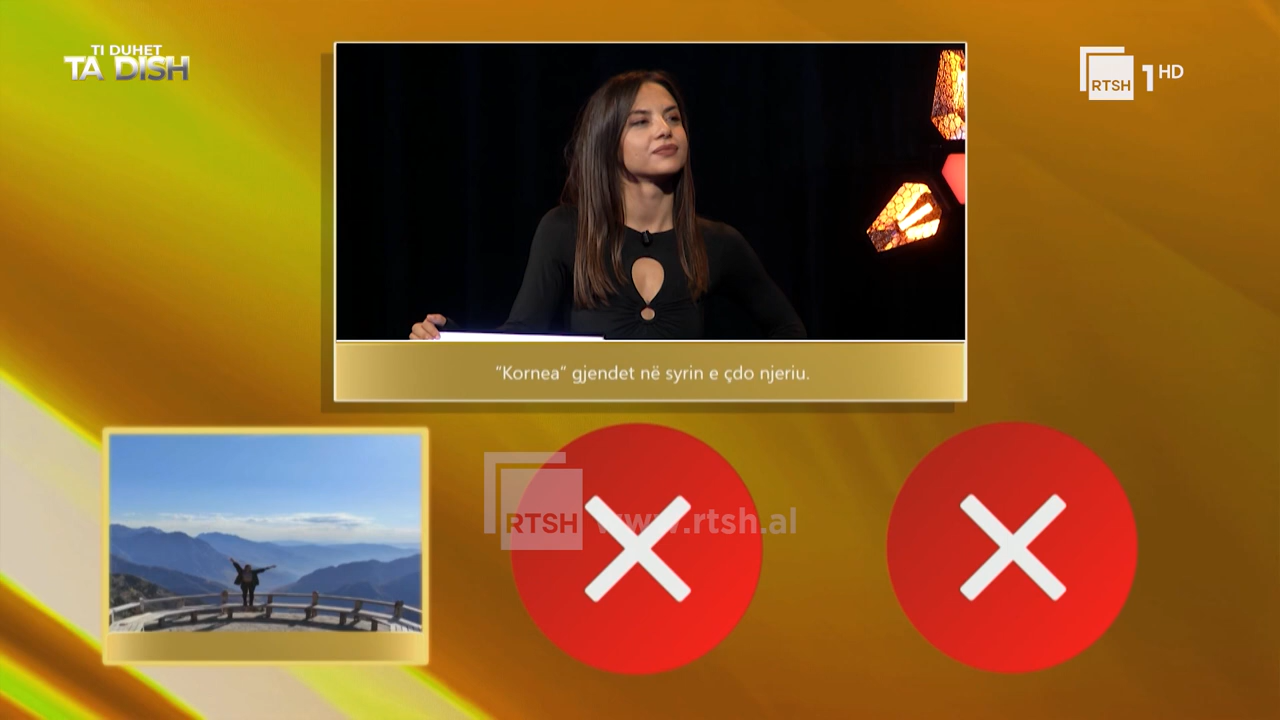 TI DUHET
TA DISH
RTSH 1 HD
“Kornea“ gjendet në syrin e çdo njeriu.
RTSH www.rtsh.al